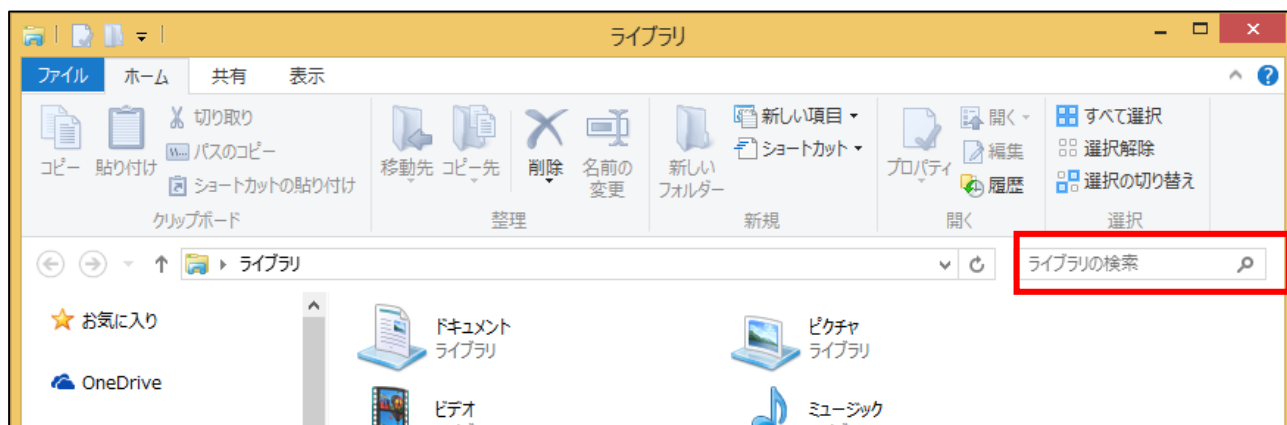 ライブラリ
ファイル ホーム 共有 表示
コピー
貼り付け
切り取り
パスのコピー
ショートカットの貼り付け
クリップボード
移動先
コピー先
削除
名前の
変更
整理
新しい
フォルダー
新しい項目
ショートカット
新規
プロパティ
開く
編集
履歴
開く
すべて選択
選択解除
選択の切り替え
選択
ライブラリ
ライブラリの検索
お気に入り
OneDrive
ドキュメント
ライブラリ
ピクチャ
ライブラリ
ビデオ
ミュージック